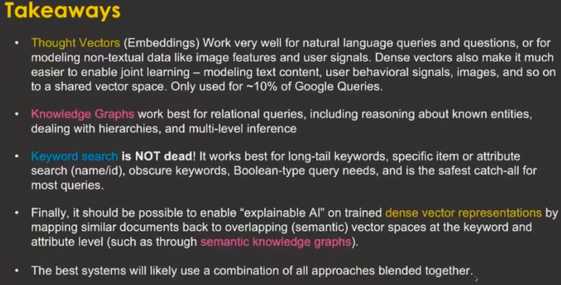 Takeaways
• Thought Vectors (Embeddings) Work very well for natural language queries and questions, or for
modeling non-textual data like image features and user signals. Dense vectors also make it much
easier to enable joint learning – modeling text content, user behavioral signals, images, and so on
to a shared vector space. Only used for ~10% of Google Queries.
• Knowledge Graphs work best for relational queries, including reasoning about known entities,
dealing with hierarchies, and multi-level inference
• Keyword search is NOT dead! It works best for long-tail keywords, specific item or attribute
search (name/id), obscure keywords, Boolean-type query needs, and is the safest catch-all for
most queries.
• Finally, it should be possible to enable "explainable AI" on trained dense vector representations by
mapping similar documents back to overlapping (semantic) vector spaces at the keyword and
attribute level (such as through semantic knowledge graphs).
• The best systems will likely use a combination of all approaches blended together.